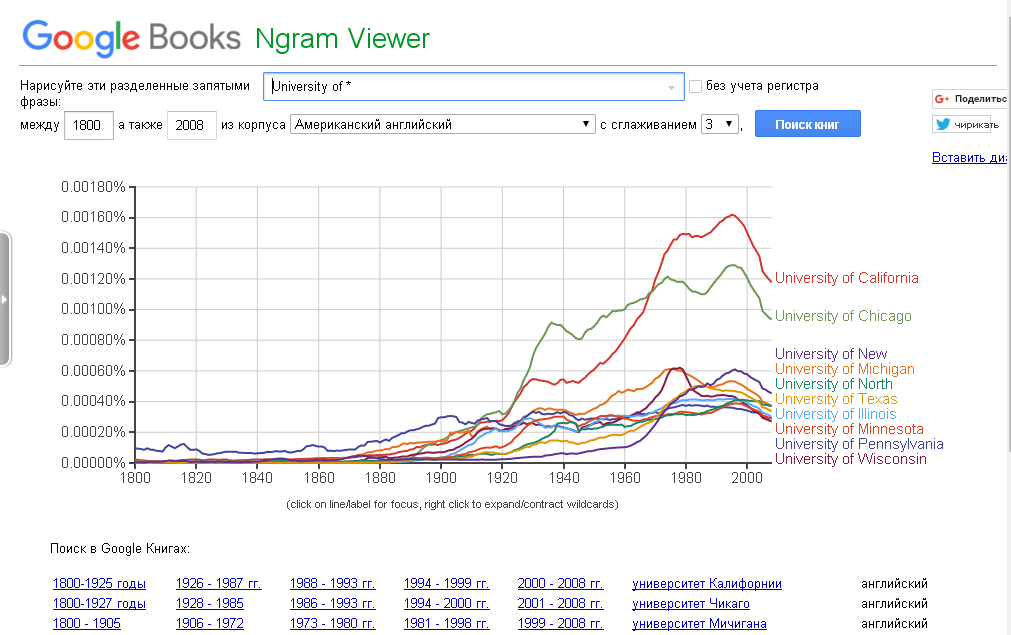 Google Books Ngram Viewer
Нарисуйте эти разделенные запятыми фразы:
University of *
без учета регистра
между 1800 а также 2008 из корпуса Американский английский с сглаживанием 3 , Поиск книг
G+ Поделитьс
чирикать
Вставить ди
0.00180%
0.00160%
0.00140%
0.00120%
0.00100%
0.00080%
0.00060%
0.00040%
0.00020%
0.00000%
1800 1820 1840 1860 1880 1900 1920 1940 1960 1980 2000
University of California
University of Chicago
University of New
University of Michigan
University of North
University of Texas
University of Illinois
University of Minnesota
University of Pennsylvania
University of Wisconsin
(click on line/label for focus, right click to expand/contract wildcards)
Поиск в Google Книгах:
1800-1925 годы 1926 - 1987 гг. 1988 - 1993 гг. 1994 - 1999 гг. 2000 - 2008 гг. университет Калифорнии английский
1800-1927 годы 1928 - 1985 1986 - 1993 гг. 1994 - 2000 гг. 2001 - 2008 гг. университет Чикаго английский
1800 - 1905 1906 - 1972 1973 - 1980 гг. 1981 - 1998 гг. 1999 - 2008 гг. университет Мичигана английский